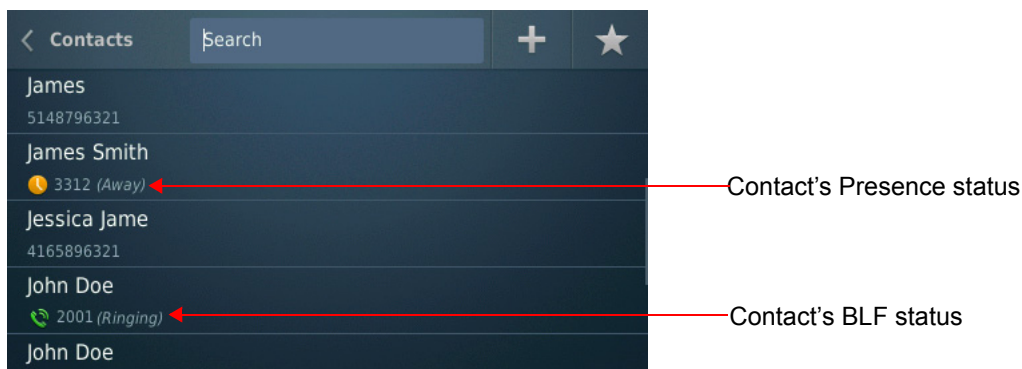 Contacts
Search
James
5148796321
James Smith
3312 (Away)
Contact's Presence status
Jessica Jame
4165896321
John Doe
2001 (Ringing)
Contact's BLF status
John Doe